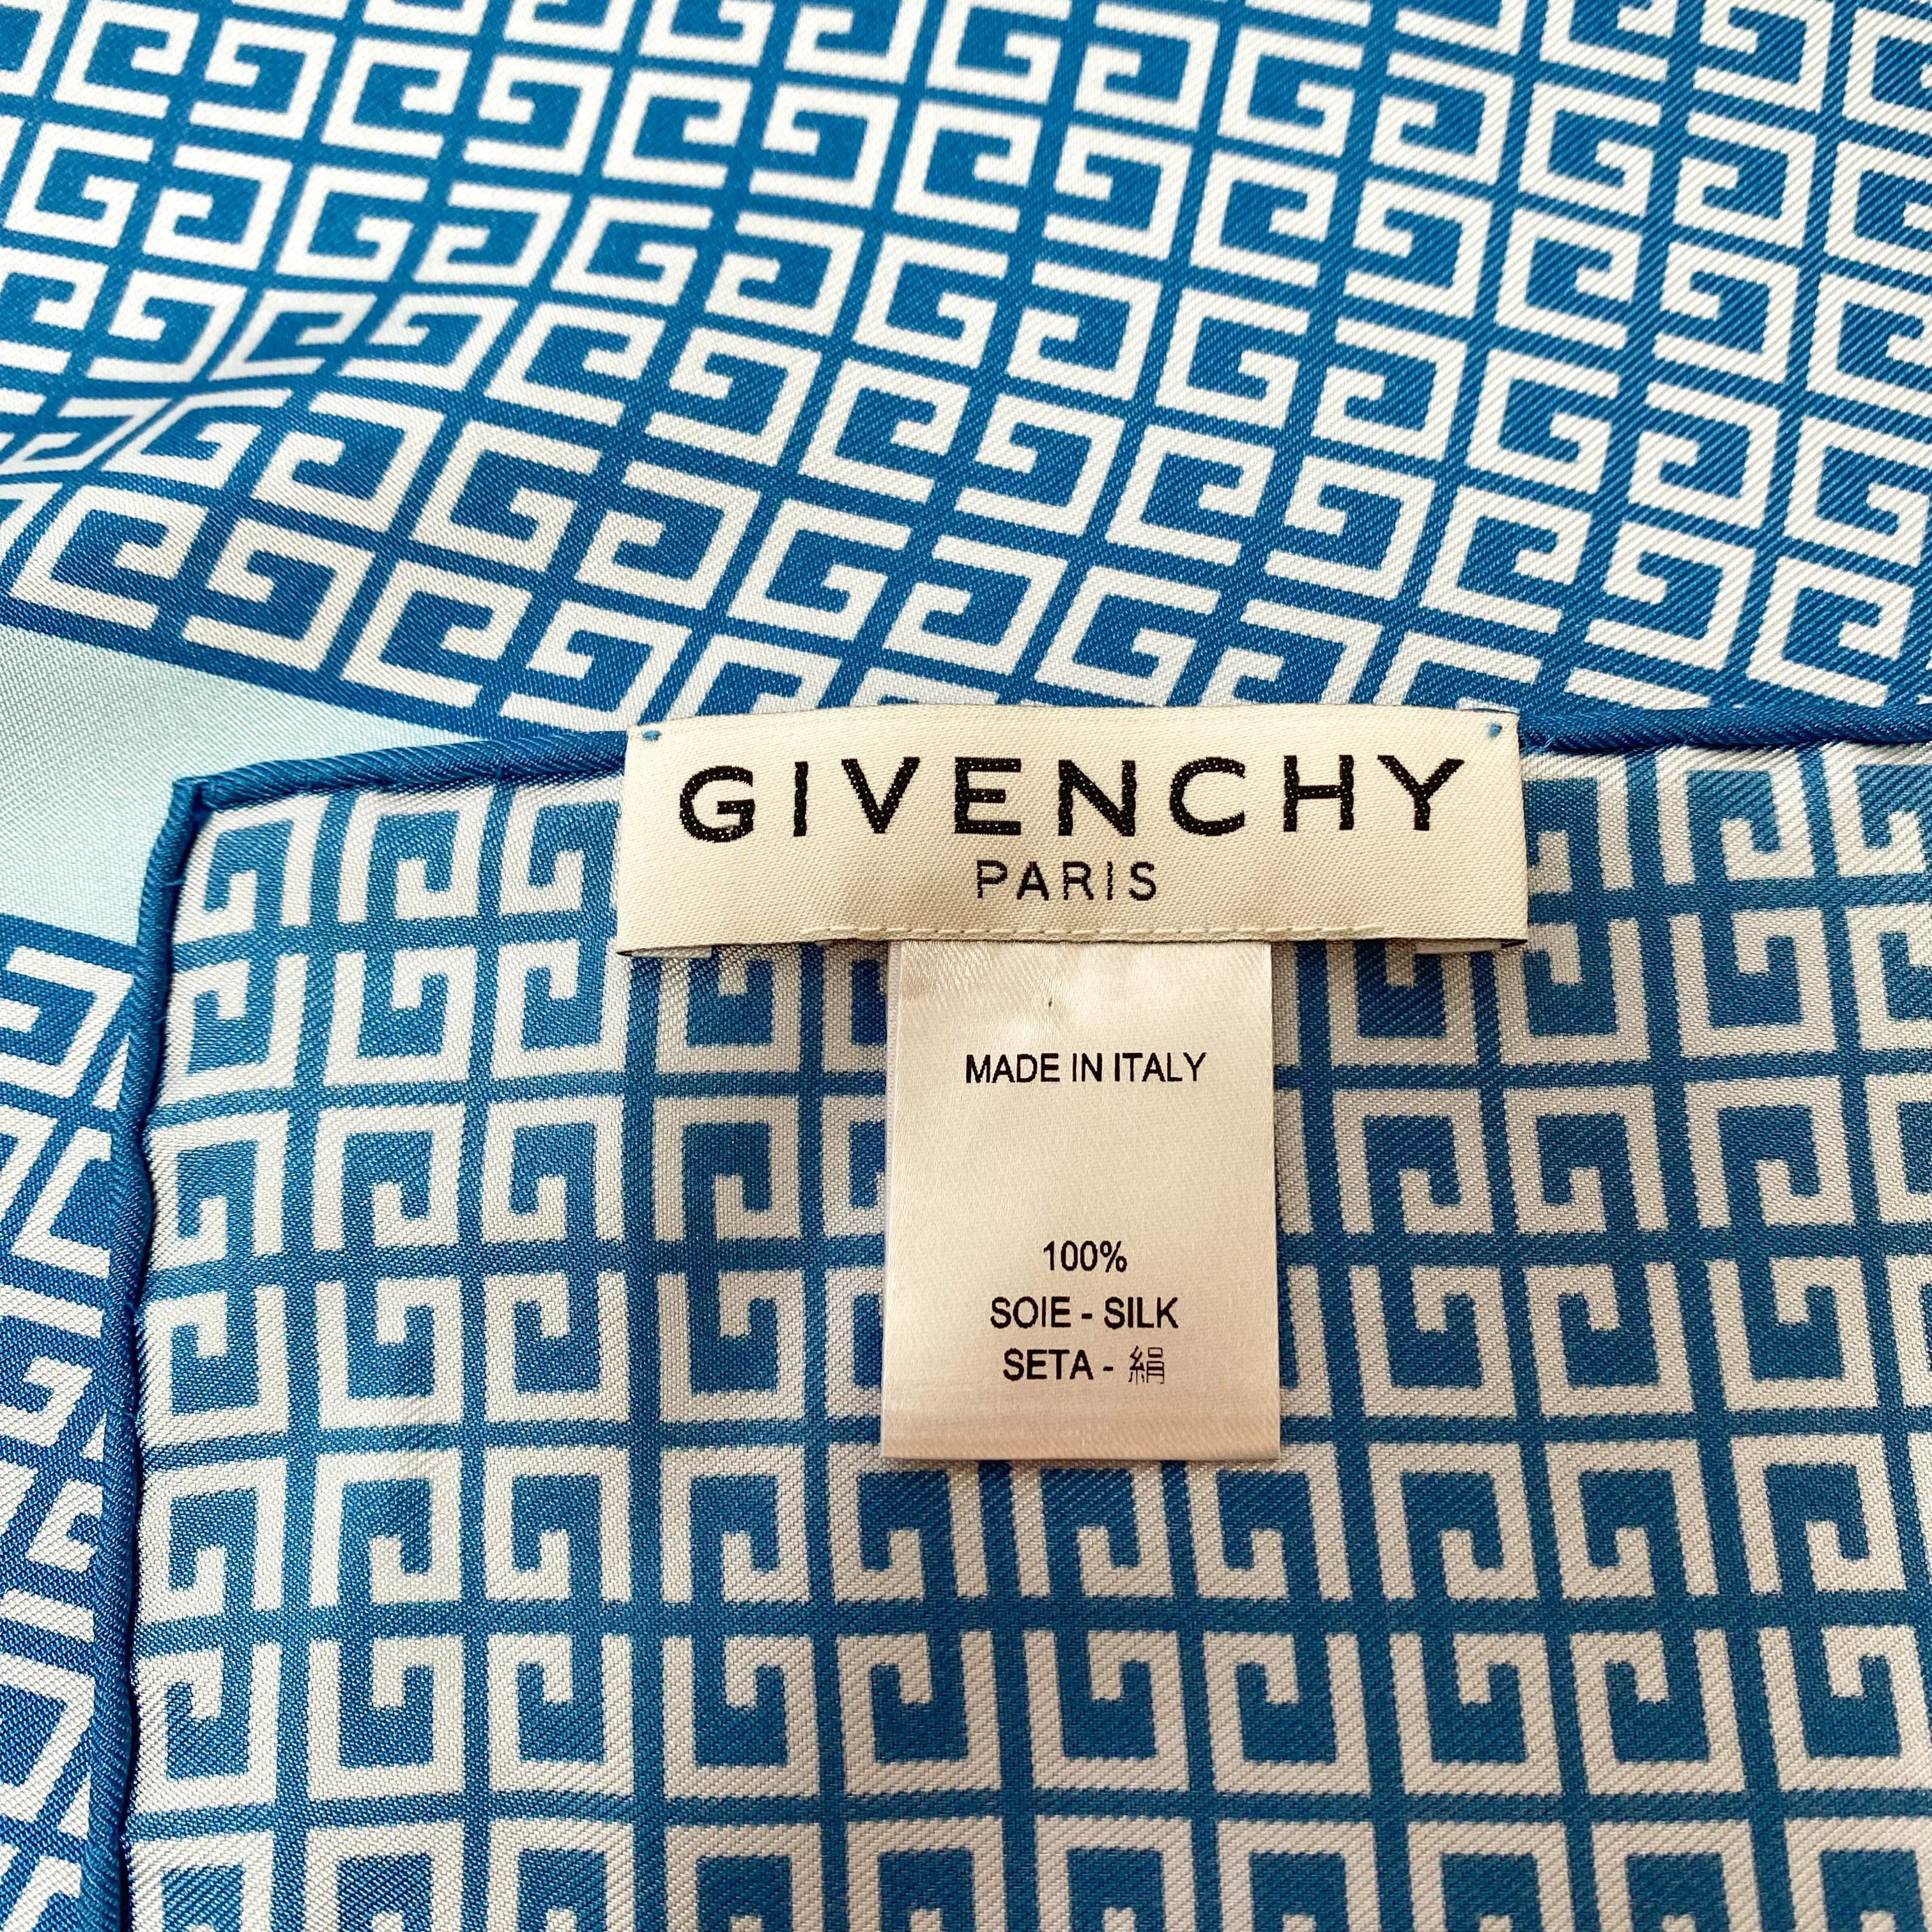 GIVENCHY
PARIS
MADE IN ITALY
100%
SOIE - SILK
SETA - 絹